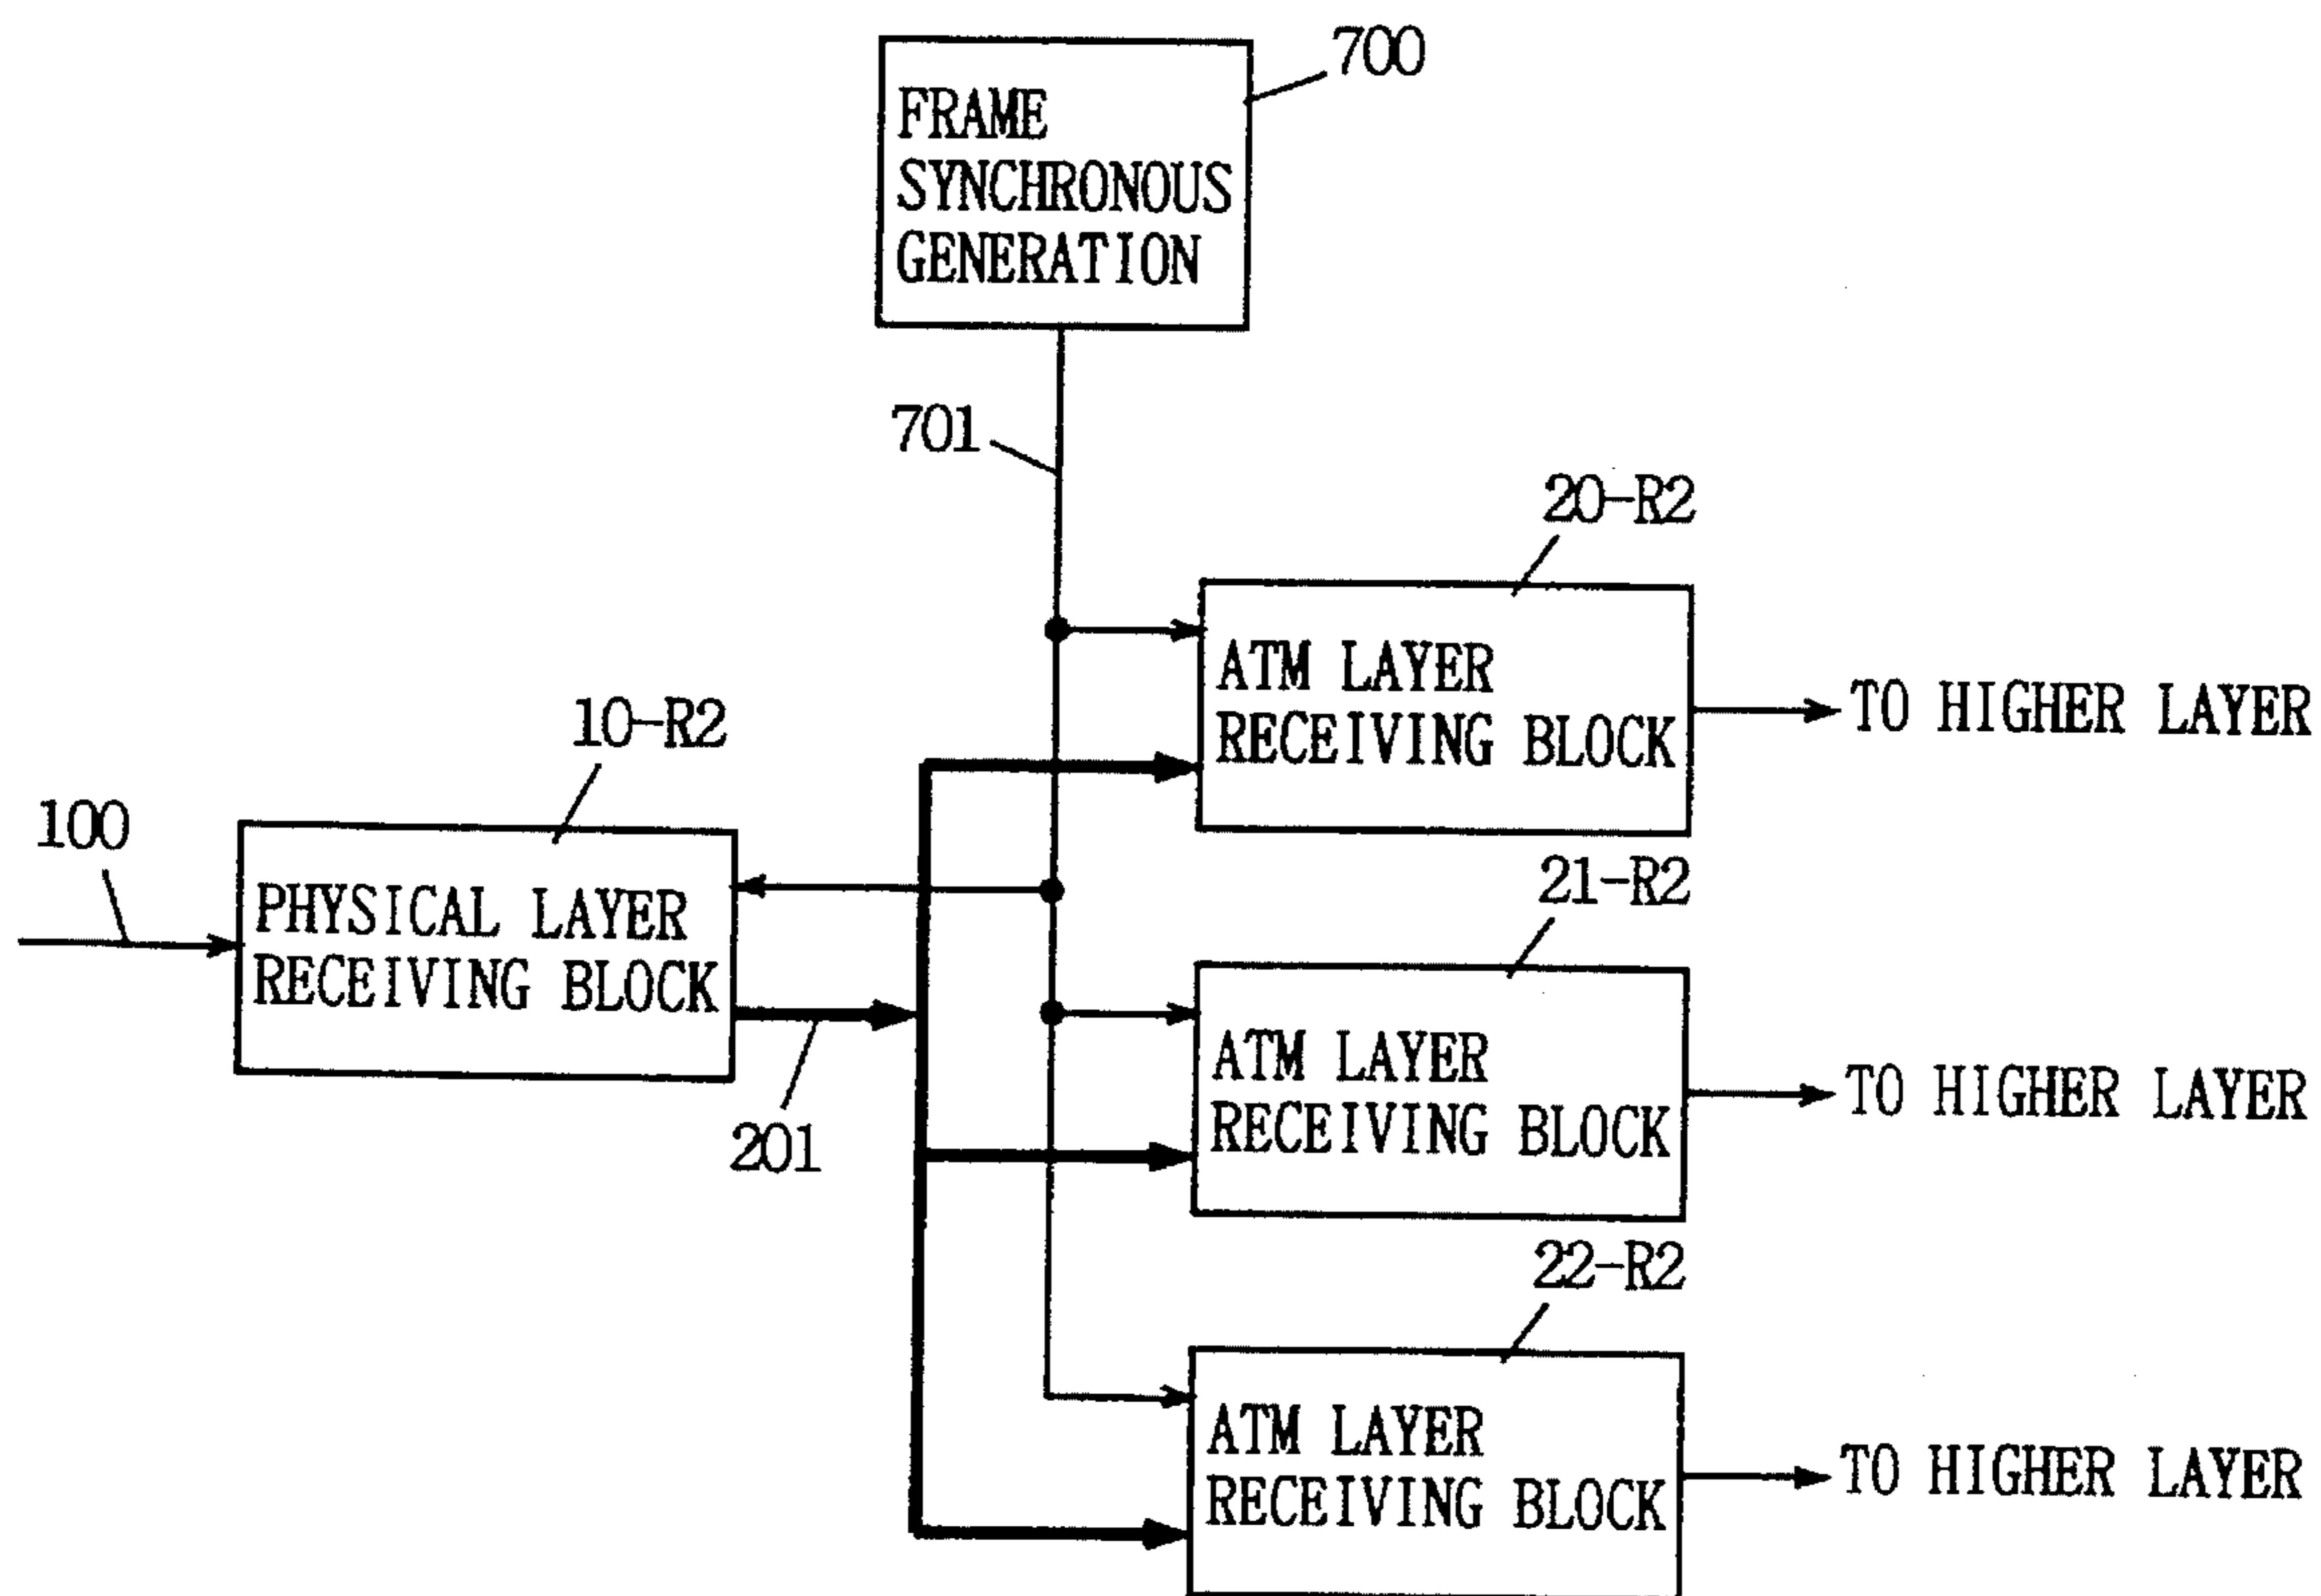 700
FRAME
SYNCHRONOUS
GENERATION
701
20-R2
ATM LAYER
RECEIVING BLOCK
TO HIGHER LAYER
10-R2
100
PHYSICAL LAYER
RECEIVING BLOCK
201
21-R2
ATM LAYER
RECEIVING BLOCK
TO HIGHER LAYER
22-R2
ATM LAYER
RECEIVING BLOCK
TO HIGHER LAYER